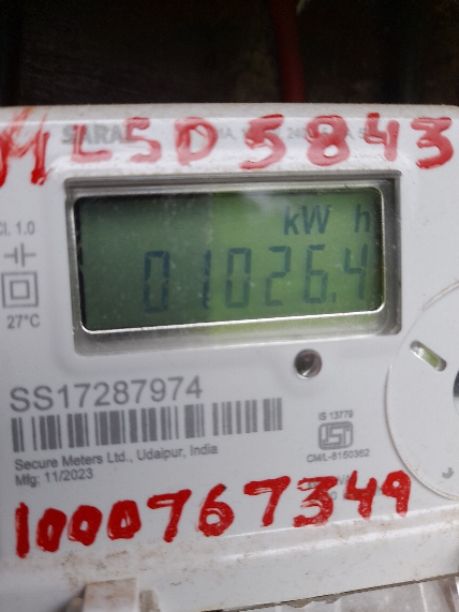 MLSD5843
SARAL
Cl. 1.0
kW h
01026.4
27°C
SS17287974
IS 13779
Secure Meters Ltd., Udaipur, India
CM/L-8150362
Mfg: 11/2023
1000767349